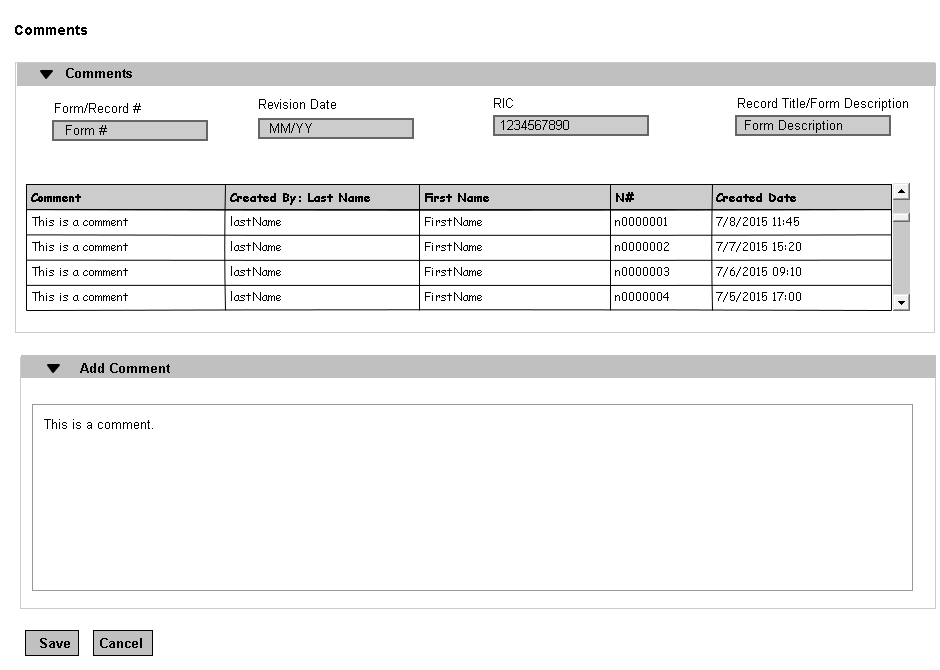 Comments
Comments
Form/Record # Revision Date RIC Record Title/Form Description
Form # MM/YY 1234567890 Form Description
Comment Created By: Last Name First Name N# Created Date
This is a comment lastName FirstName n0000001 7/8/2015 11:45
This is a comment lastName FirstName n0000002 7/7/2015 15:20
This is a comment lastName FirstName n0000003 7/6/2015 09:10
This is a comment lastName FirstName n0000004 7/5/2015 17:00
Add Comment
This is a comment.
Save Cancel